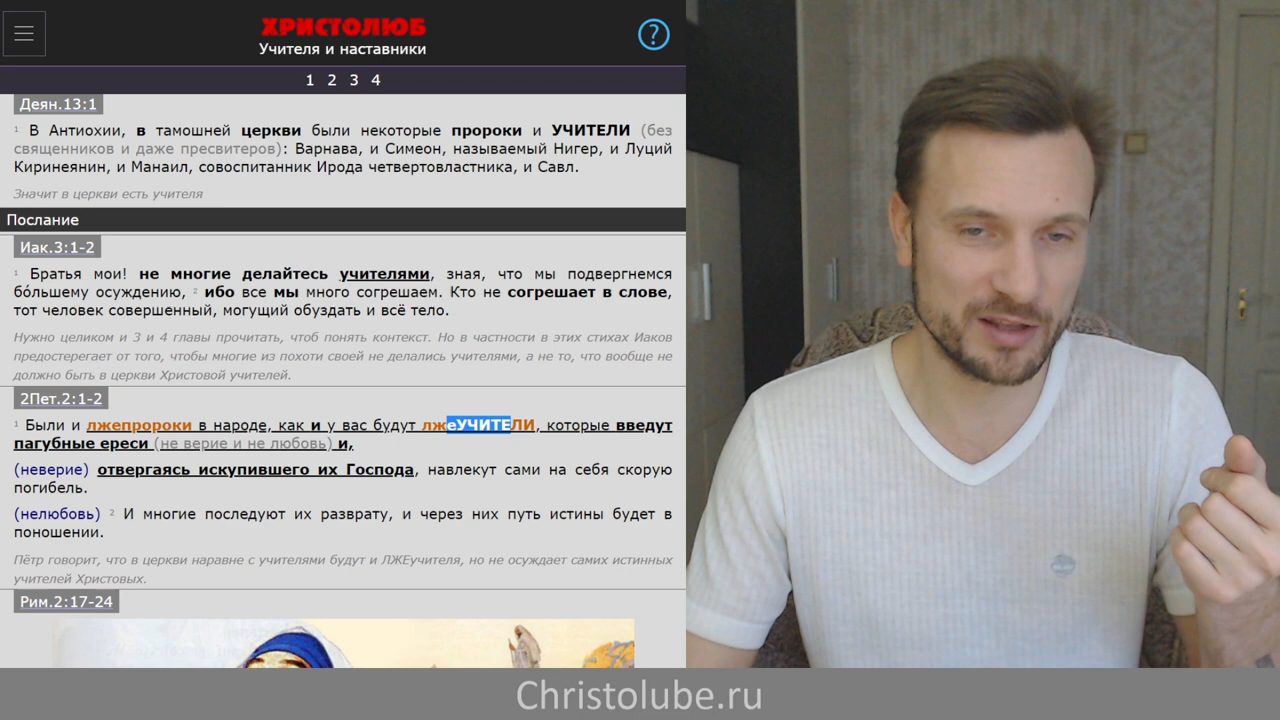 ХРИСТОЛЮБ
Учителя и наставники
?
1 2 3 4
Деян.13:1
1 В Антиохии, в тамошней церкви были некоторые пророки и УЧИТЕЛИ (без
священников и даже пресвитеров): Варнава, и Симеон, называемый Нигер, и Луций
Киринеянин, и Манаил, совоспитанник Ирода четвертовластника, и Савл.
Значит в церкви есть учителя
Послание
Иак.3:1-2
1 Братья мои! не многие делайтесь учителями, зная, что мы подвергнемся
бо́льшему осуждению, 2 ибо все мы много согрешаем. Кто не согрешает в слове,
тот человек совершенный, могущий обуздать и всё тело.
Нужно целиком и 3 и 4 главы прочитать, чтоб понять контекст. Но в частности в этих стихах Иаков
предостерегает от того, чтобы многие из похоти своей не делались учителями, а не то, что вообще не
должно быть в церкви Христовой учителей.
2Пет.2:1-2
1 Были и лжепророки в народе, как и у вас будут лжеУЧИТЕЛИ, которые введут
пагубные ереси (не верие и не любовь) и,
(неверие) отвергаясь искупившего их Господа, навлекут сами на себя скорую
погибель.
(нелюбовь) 2 И многие последуют их разврату, и через них путь истины будет в
поношении.
Пётр говорит, что в церкви наравне с учителями будут и ЛЖЕучителя, но не осуждает самих истинных
учителей Христовых.
Рим.2:17-24
Christolube.ru